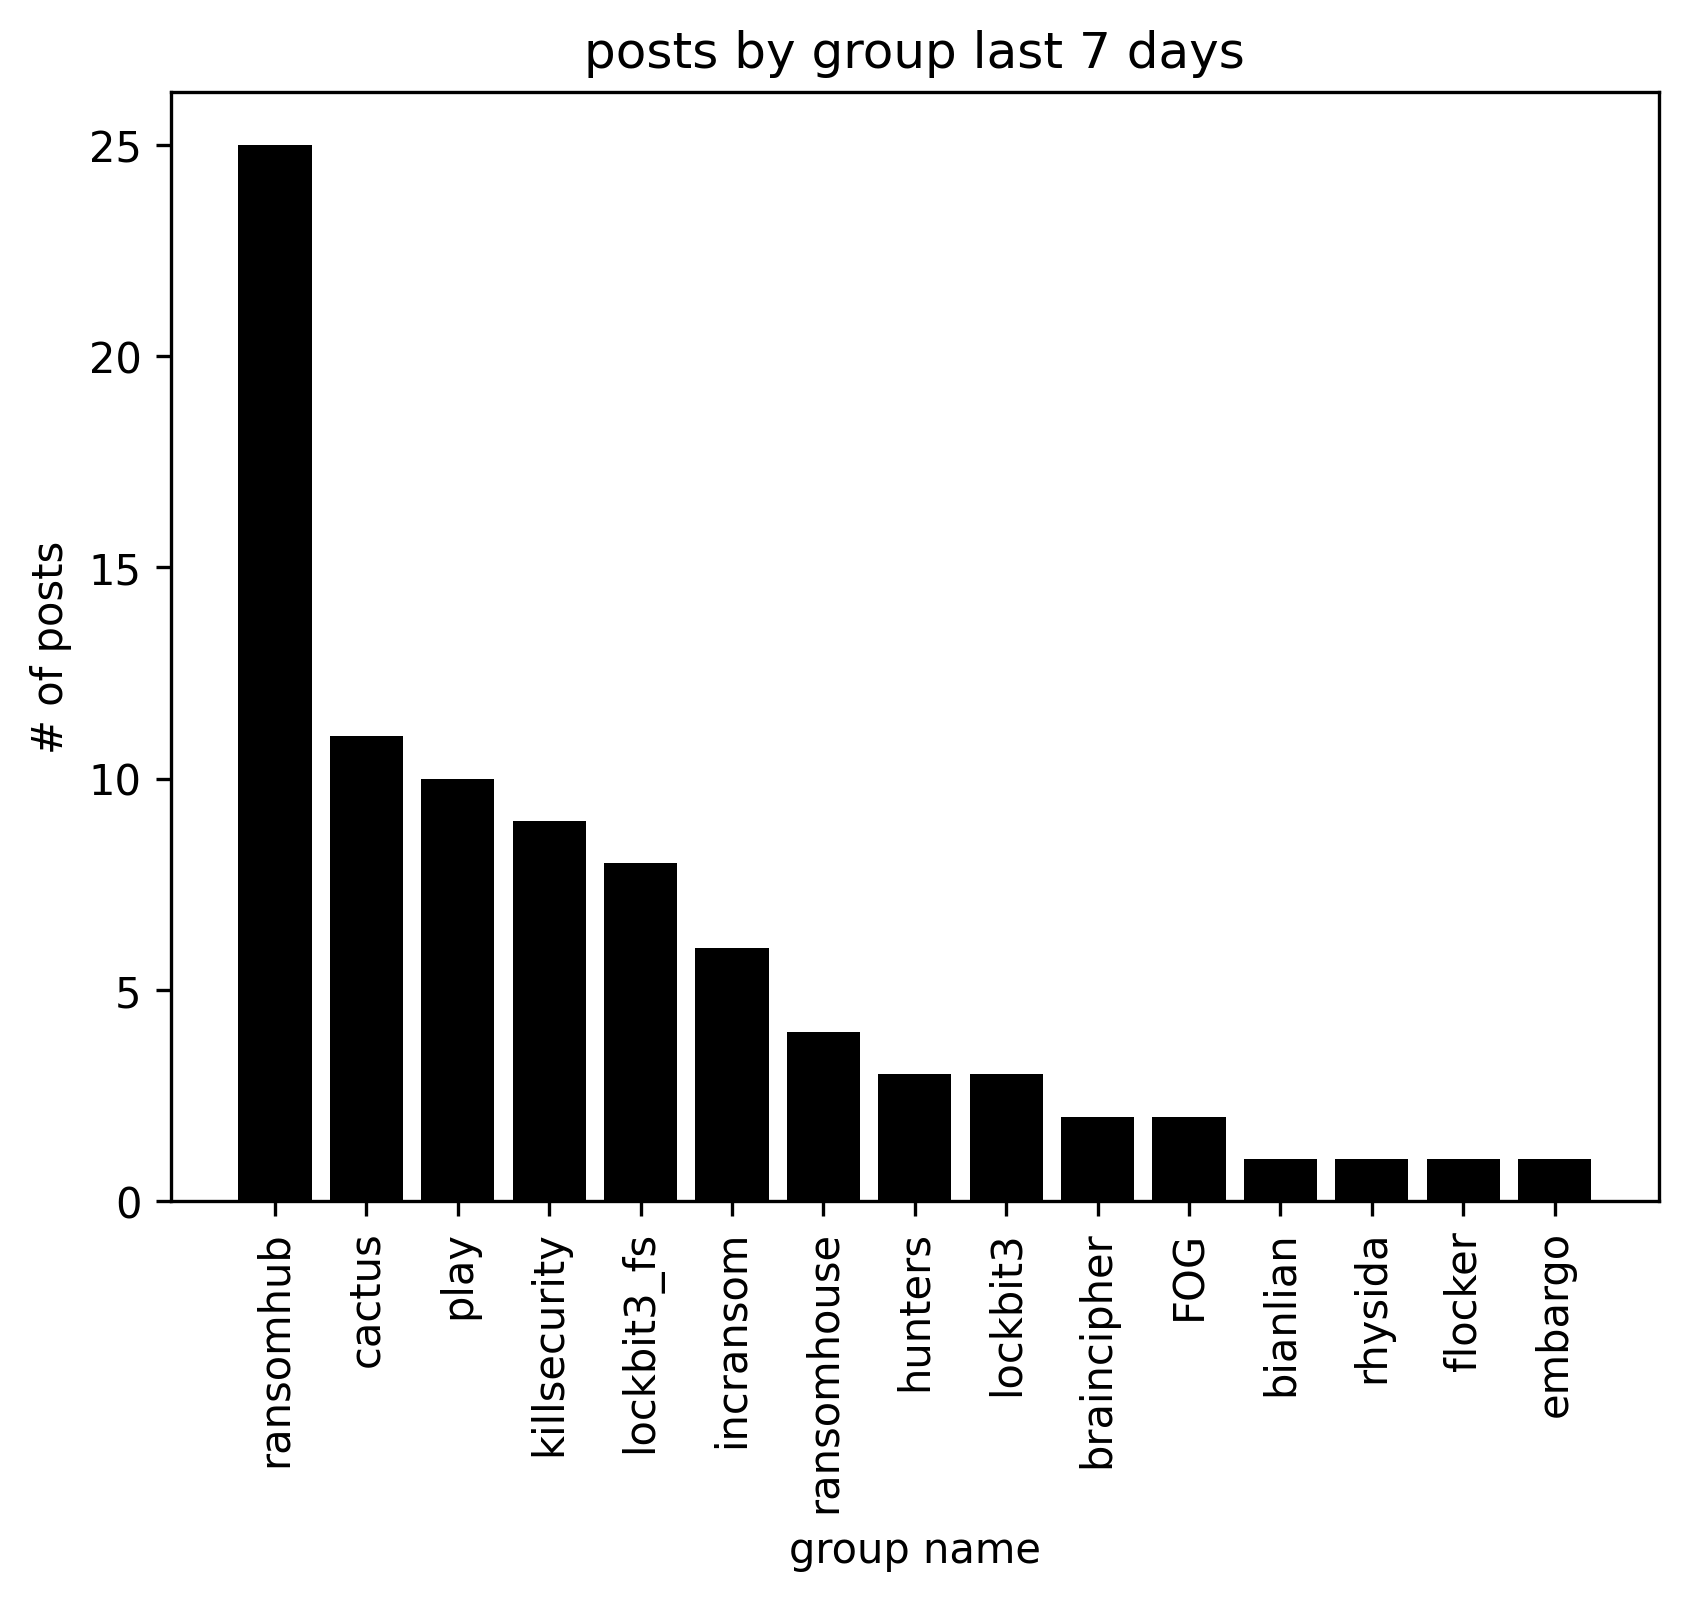 posts by group last 7 days
25
20
15
10
5
0
# of posts
ransomhub
cactus
play
killsecurity
lockbit3_fs
incransom
ransomhouse
hunters
lockbit3
braincipher
FOG
bianlian
rhysida
flocker
embargo
group name